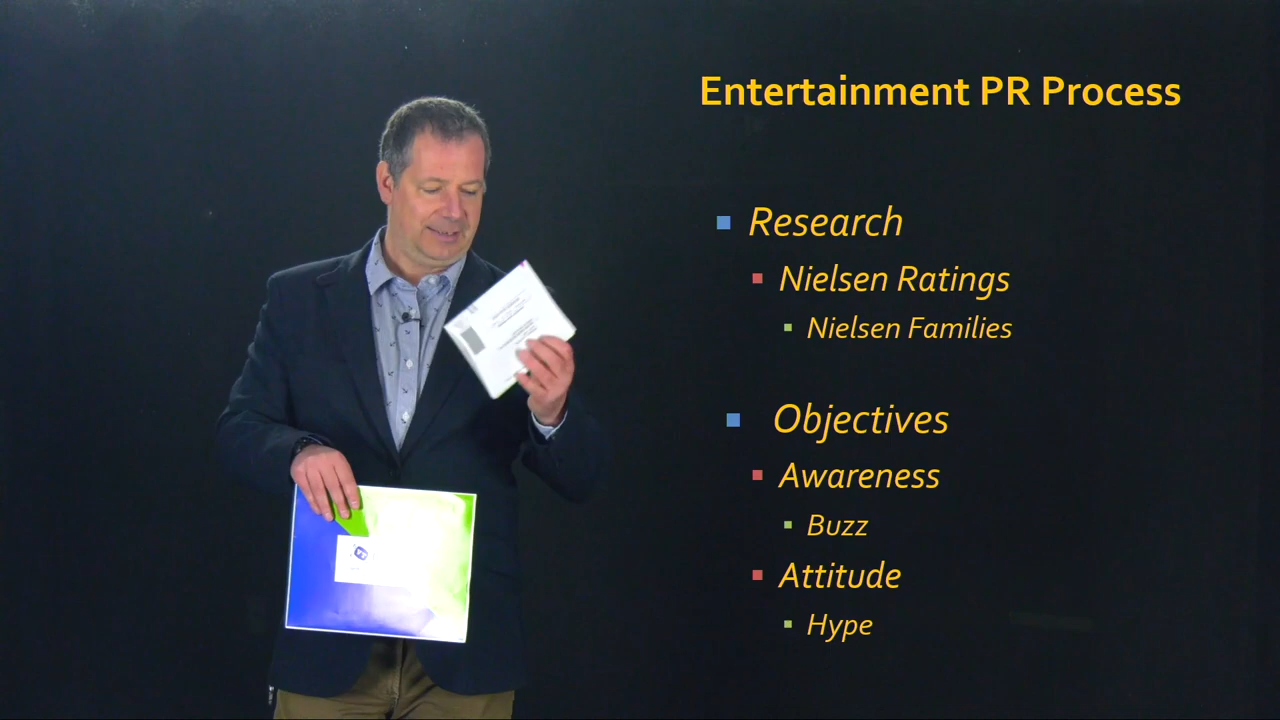 Entertainment PR Process
Research
Nielsen Ratings
Nielsen Families
Objectives
Awareness
Buzz
Attitude
Hype